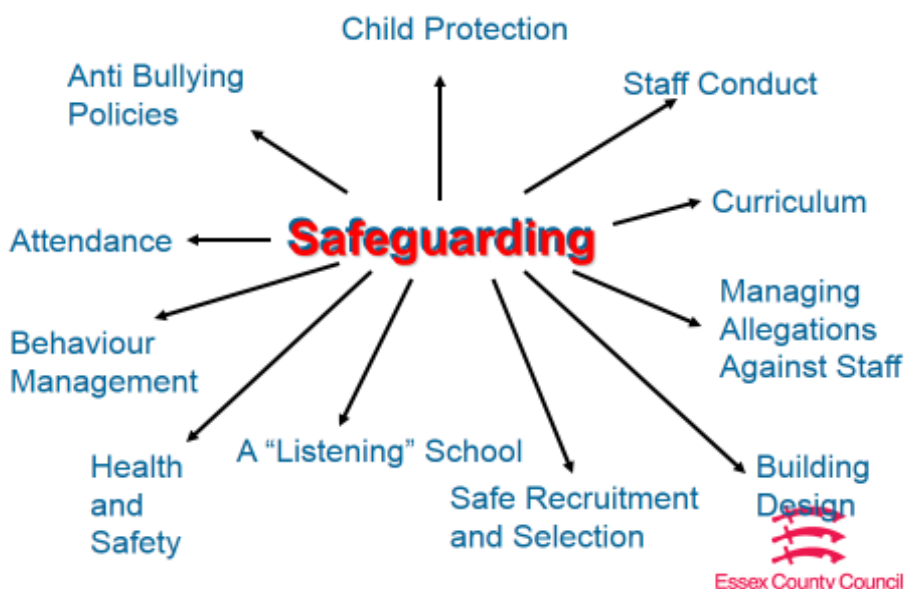 Child Protection
Anti Bullying
Policies
Staff Conduct
Curriculum
Safeguarding
Attendance
Managing
Allegations
Against Staff
Behaviour
Management
A “Listening” School
Health
and
Safety
Safe Recruitment
and Selection
Building
Design
Essex County Council